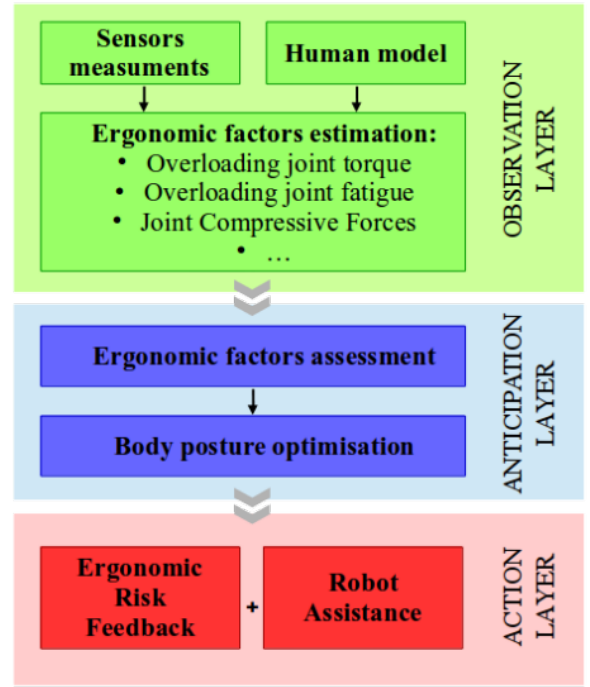 Sensors
measuments
Human model
Ergonomic factors estimation:
• Overloading joint torque
• Overloading joint fatigue
• Joint Compressive Forces
• …
OBSERVATION
LAYER
Ergonomic factors assessment
Body posture optimisation
ANTICIPATION
LAYER
Ergonomic
Risk
Feedback
+
Robot
Assistance
ACTION
LAYER